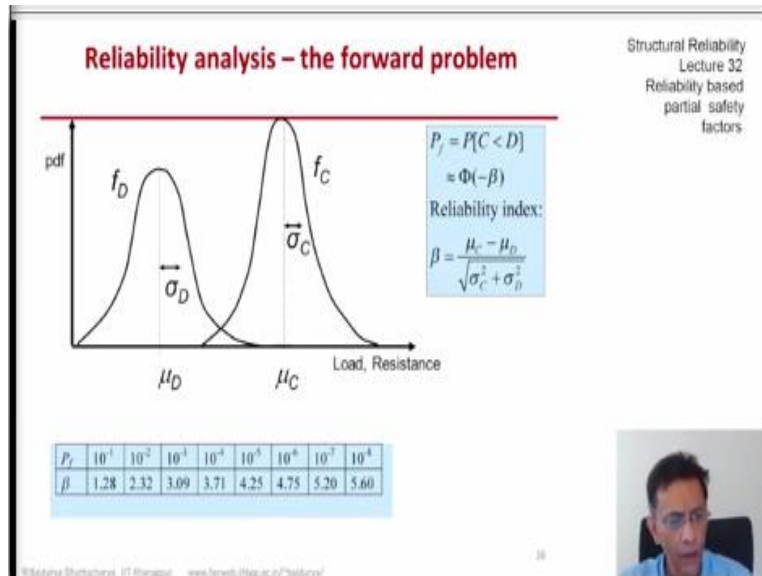 Reliability analysis – the forward problem
Structural Reliability
Lecture 32
Reliability based
partial safety
factors
pdf
f_D
f_C
σ_D
σ_C
μ_D
μ_C
Load, Resistance
P_f = P[C < D]
≈ Φ(-β)
Reliability index:
β = (μ_C − μ_D) / √(σ_C² + σ_D²)
P_f 10^-1 10^-2 10^-3 10^-4 10^-5 10^-6 10^-7 10^-8
β 1.28 2.32 3.09 3.71 4.25 4.75 5.20 5.60